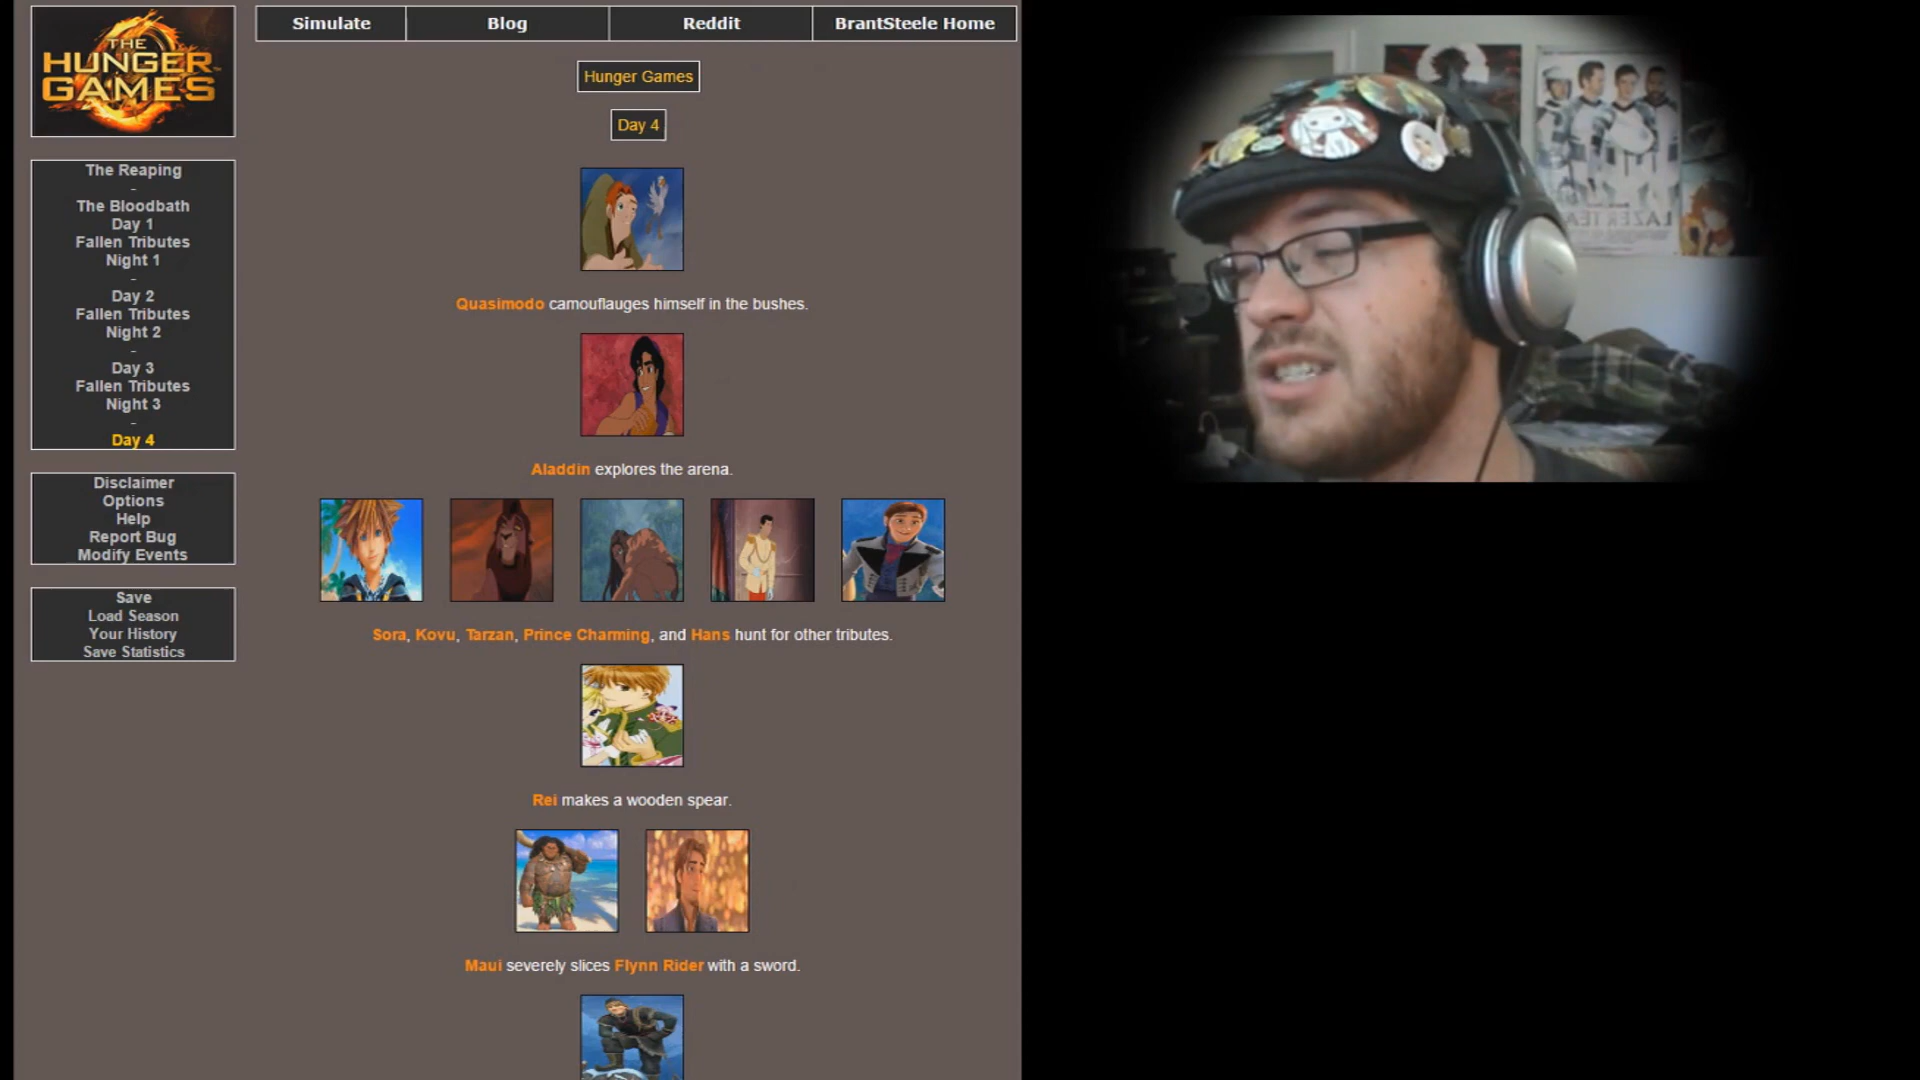 THE
HUNGER
GAMES
Simulate
Blog
Reddit
BrantSteele Home
Hunger Games
Day 4
The Reaping
-
The Bloodbath
Day 1
Fallen Tributes
Night 1
-
Day 2
Fallen Tributes
Night 2
-
Day 3
Fallen Tributes
Night 3
-
Day 4
Disclaimer
Options
Help
Report Bug
Modify Events
Save
Load Season
Your History
Save Statistics
Quasimodo camouflauges himself in the bushes.
Aladdin explores the arena.
Sora, Kovu, Tarzan, Prince Charming, and Hans hunt for other tributes.
Rei makes a wooden spear.
Maui severely slices Flynn Rider with a sword.
LAZER TEA